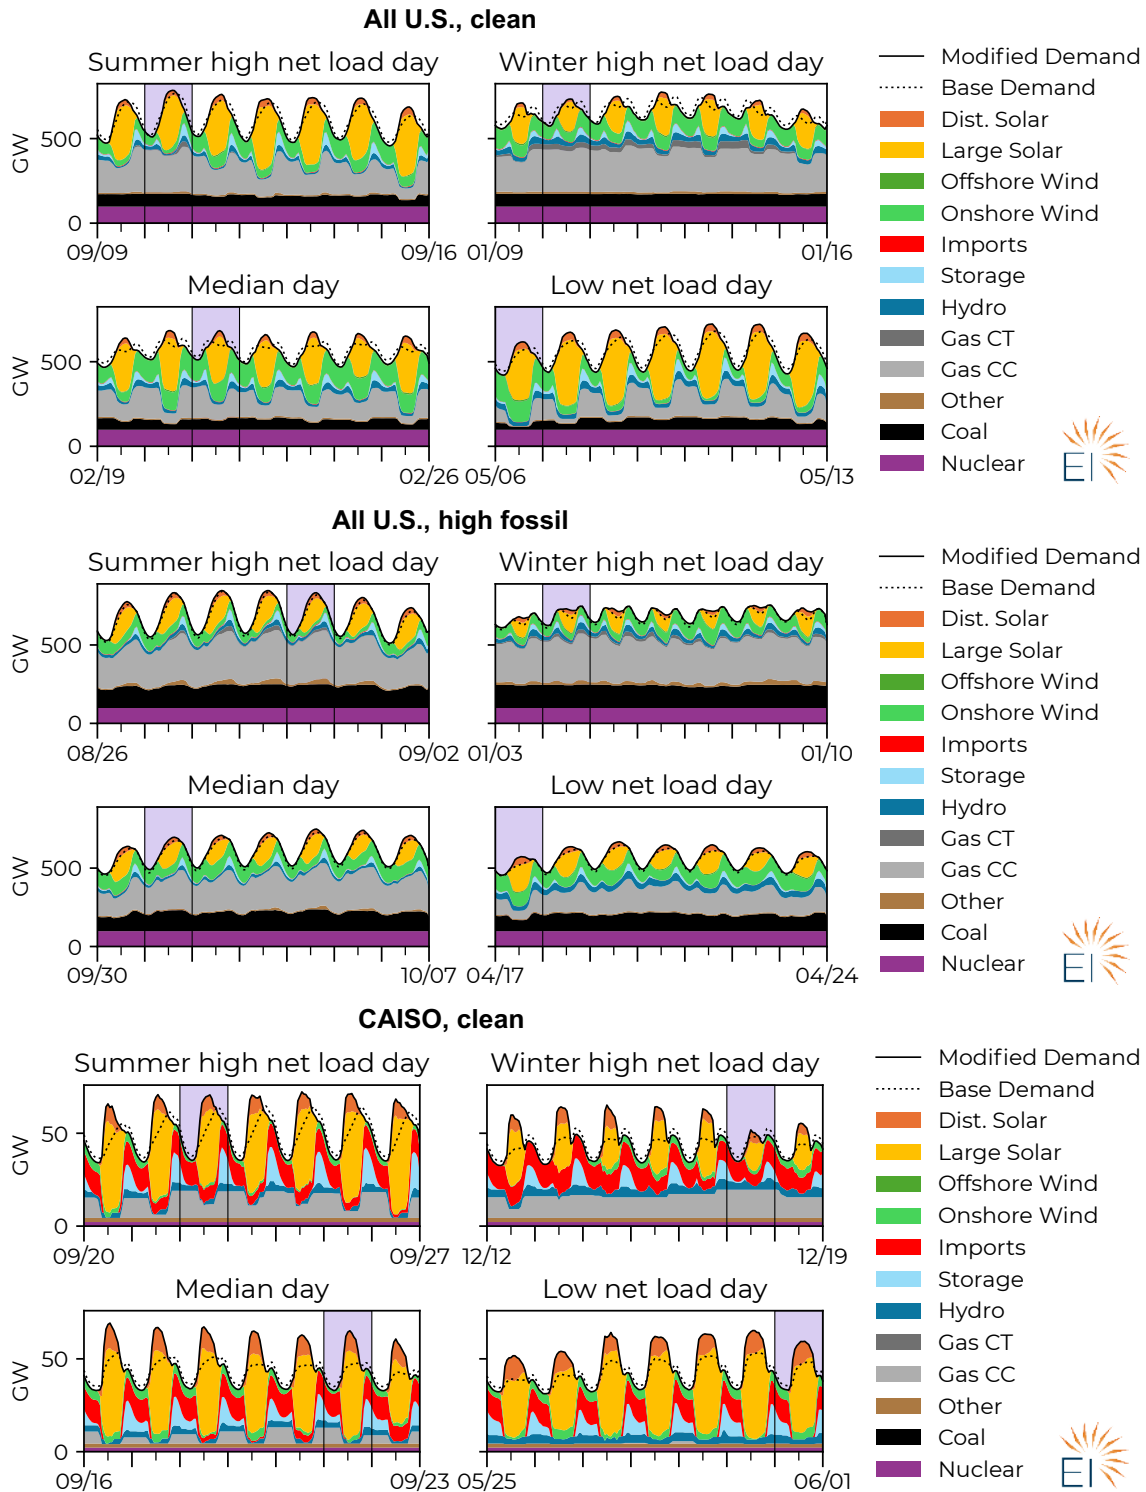 All U.S., clean
Summer high net load day
Winter high net load day
GW
500
0
09/09
09/16
01/09
01/16
Median day
Low net load day
GW
500
0
02/19
02/26
05/06
05/13
Modified Demand
Base Demand
Dist. Solar
Large Solar
Offshore Wind
Onshore Wind
Imports
Storage
Hydro
Gas CT
Gas CC
Other
Coal
Nuclear
EI
All U.S., high fossil
Summer high net load day
Winter high net load day
GW
500
0
08/26
09/02
01/03
01/10
Median day
Low net load day
GW
500
0
09/30
10/07
04/17
04/24
Modified Demand
Base Demand
Dist. Solar
Large Solar
Offshore Wind
Onshore Wind
Imports
Storage
Hydro
Gas CT
Gas CC
Other
Coal
Nuclear
EI
CAISO, clean
Summer high net load day
Winter high net load day
GW
50
0
09/20
09/27
12/12
12/19
Median day
Low net load day
GW
50
0
09/16
09/23
05/25
06/01
Modified Demand
Base Demand
Dist. Solar
Large Solar
Offshore Wind
Onshore Wind
Imports
Storage
Hydro
Gas CT
Gas CC
Other
Coal
Nuclear
EI